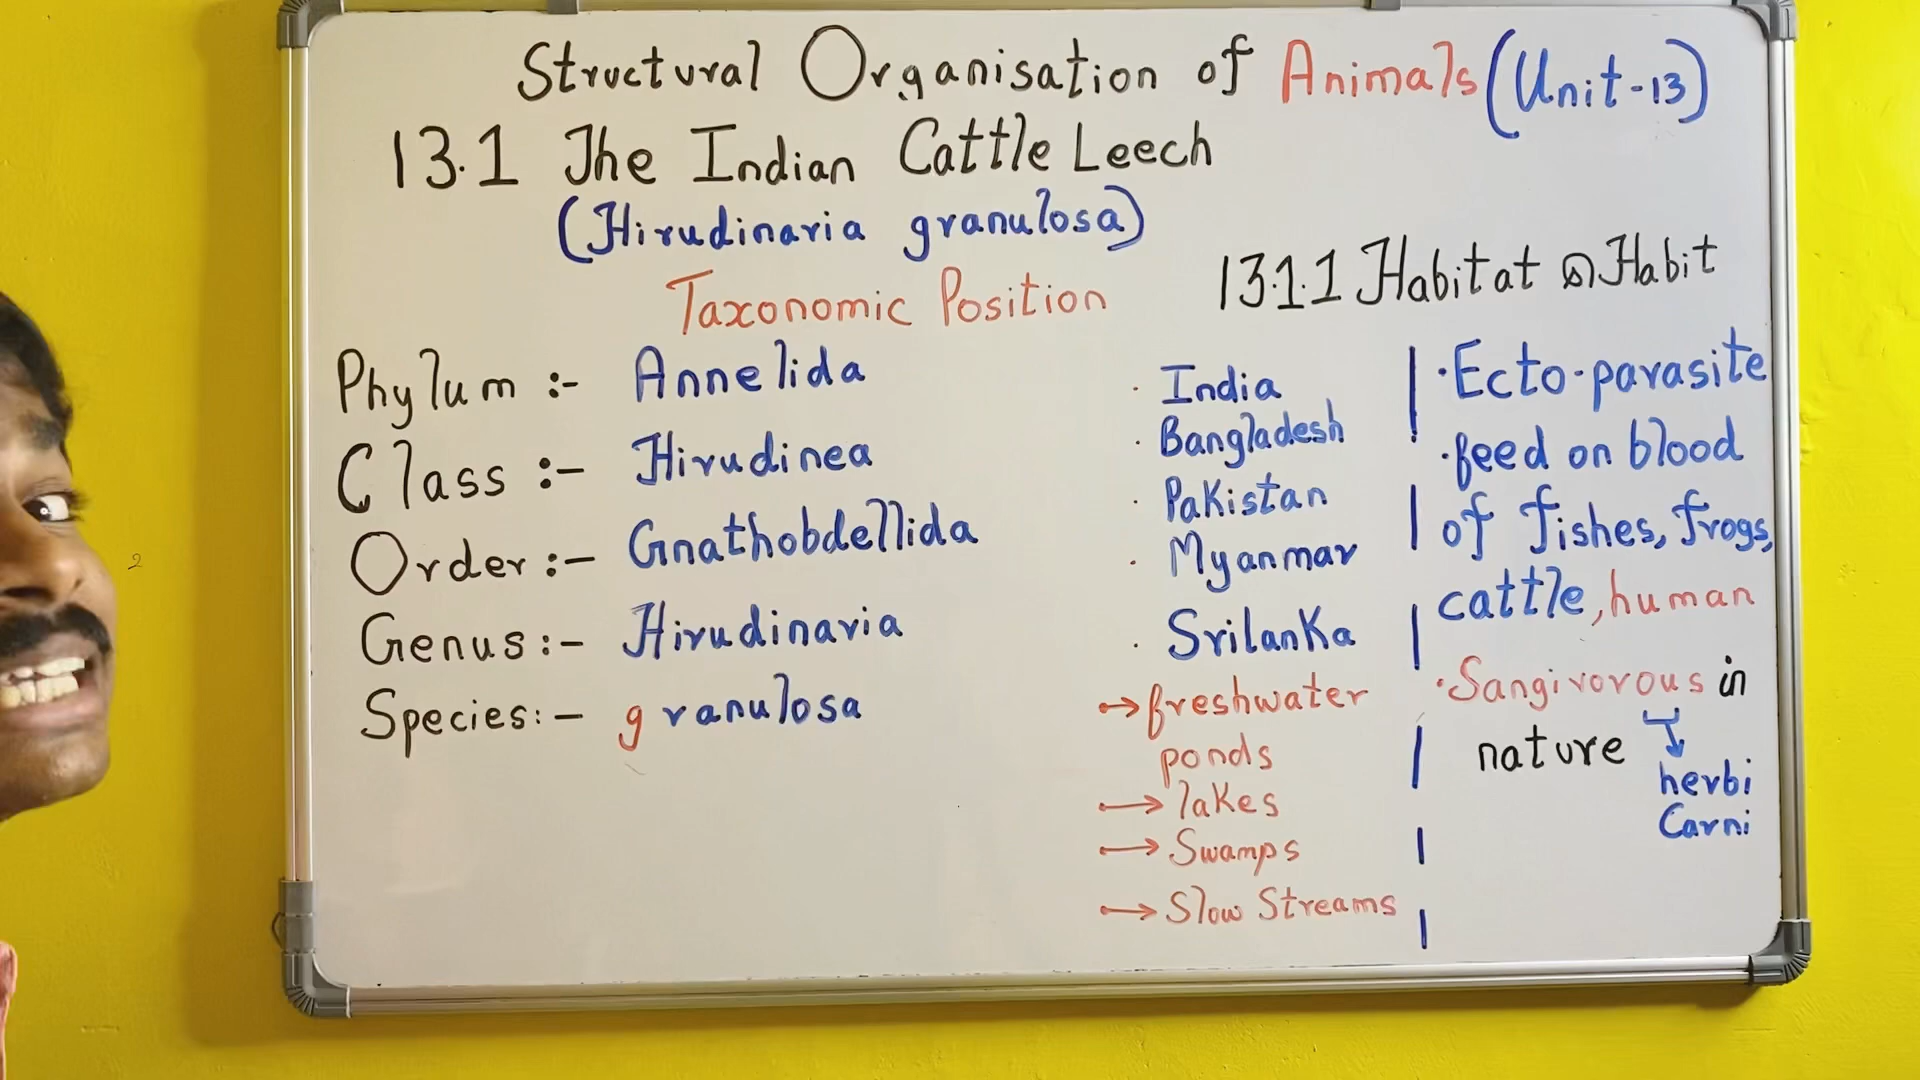 Structural Organisation of Animals (Unit-13)
13.1 The Indian Cattle Leech
(Hirudinaria granulosa)
Taxonomic Position
Phylum :- Annelida
Class :- Hirudinea
Order :- Gnathobdellida
Genus :- Hirudinaria
Species :- granulosa
13.1.1 Habitat & Habit
· India
· Bangladesh
· Pakistan
· Myanmar
· Srilanka
→ freshwater
ponds
→ lakes
→ Swamps
→ Slow Streams
· Ecto-parasite
· feed on blood
of fishes, frogs,
cattle, human
· Sangivorous in
nature
herbi
Carni
2